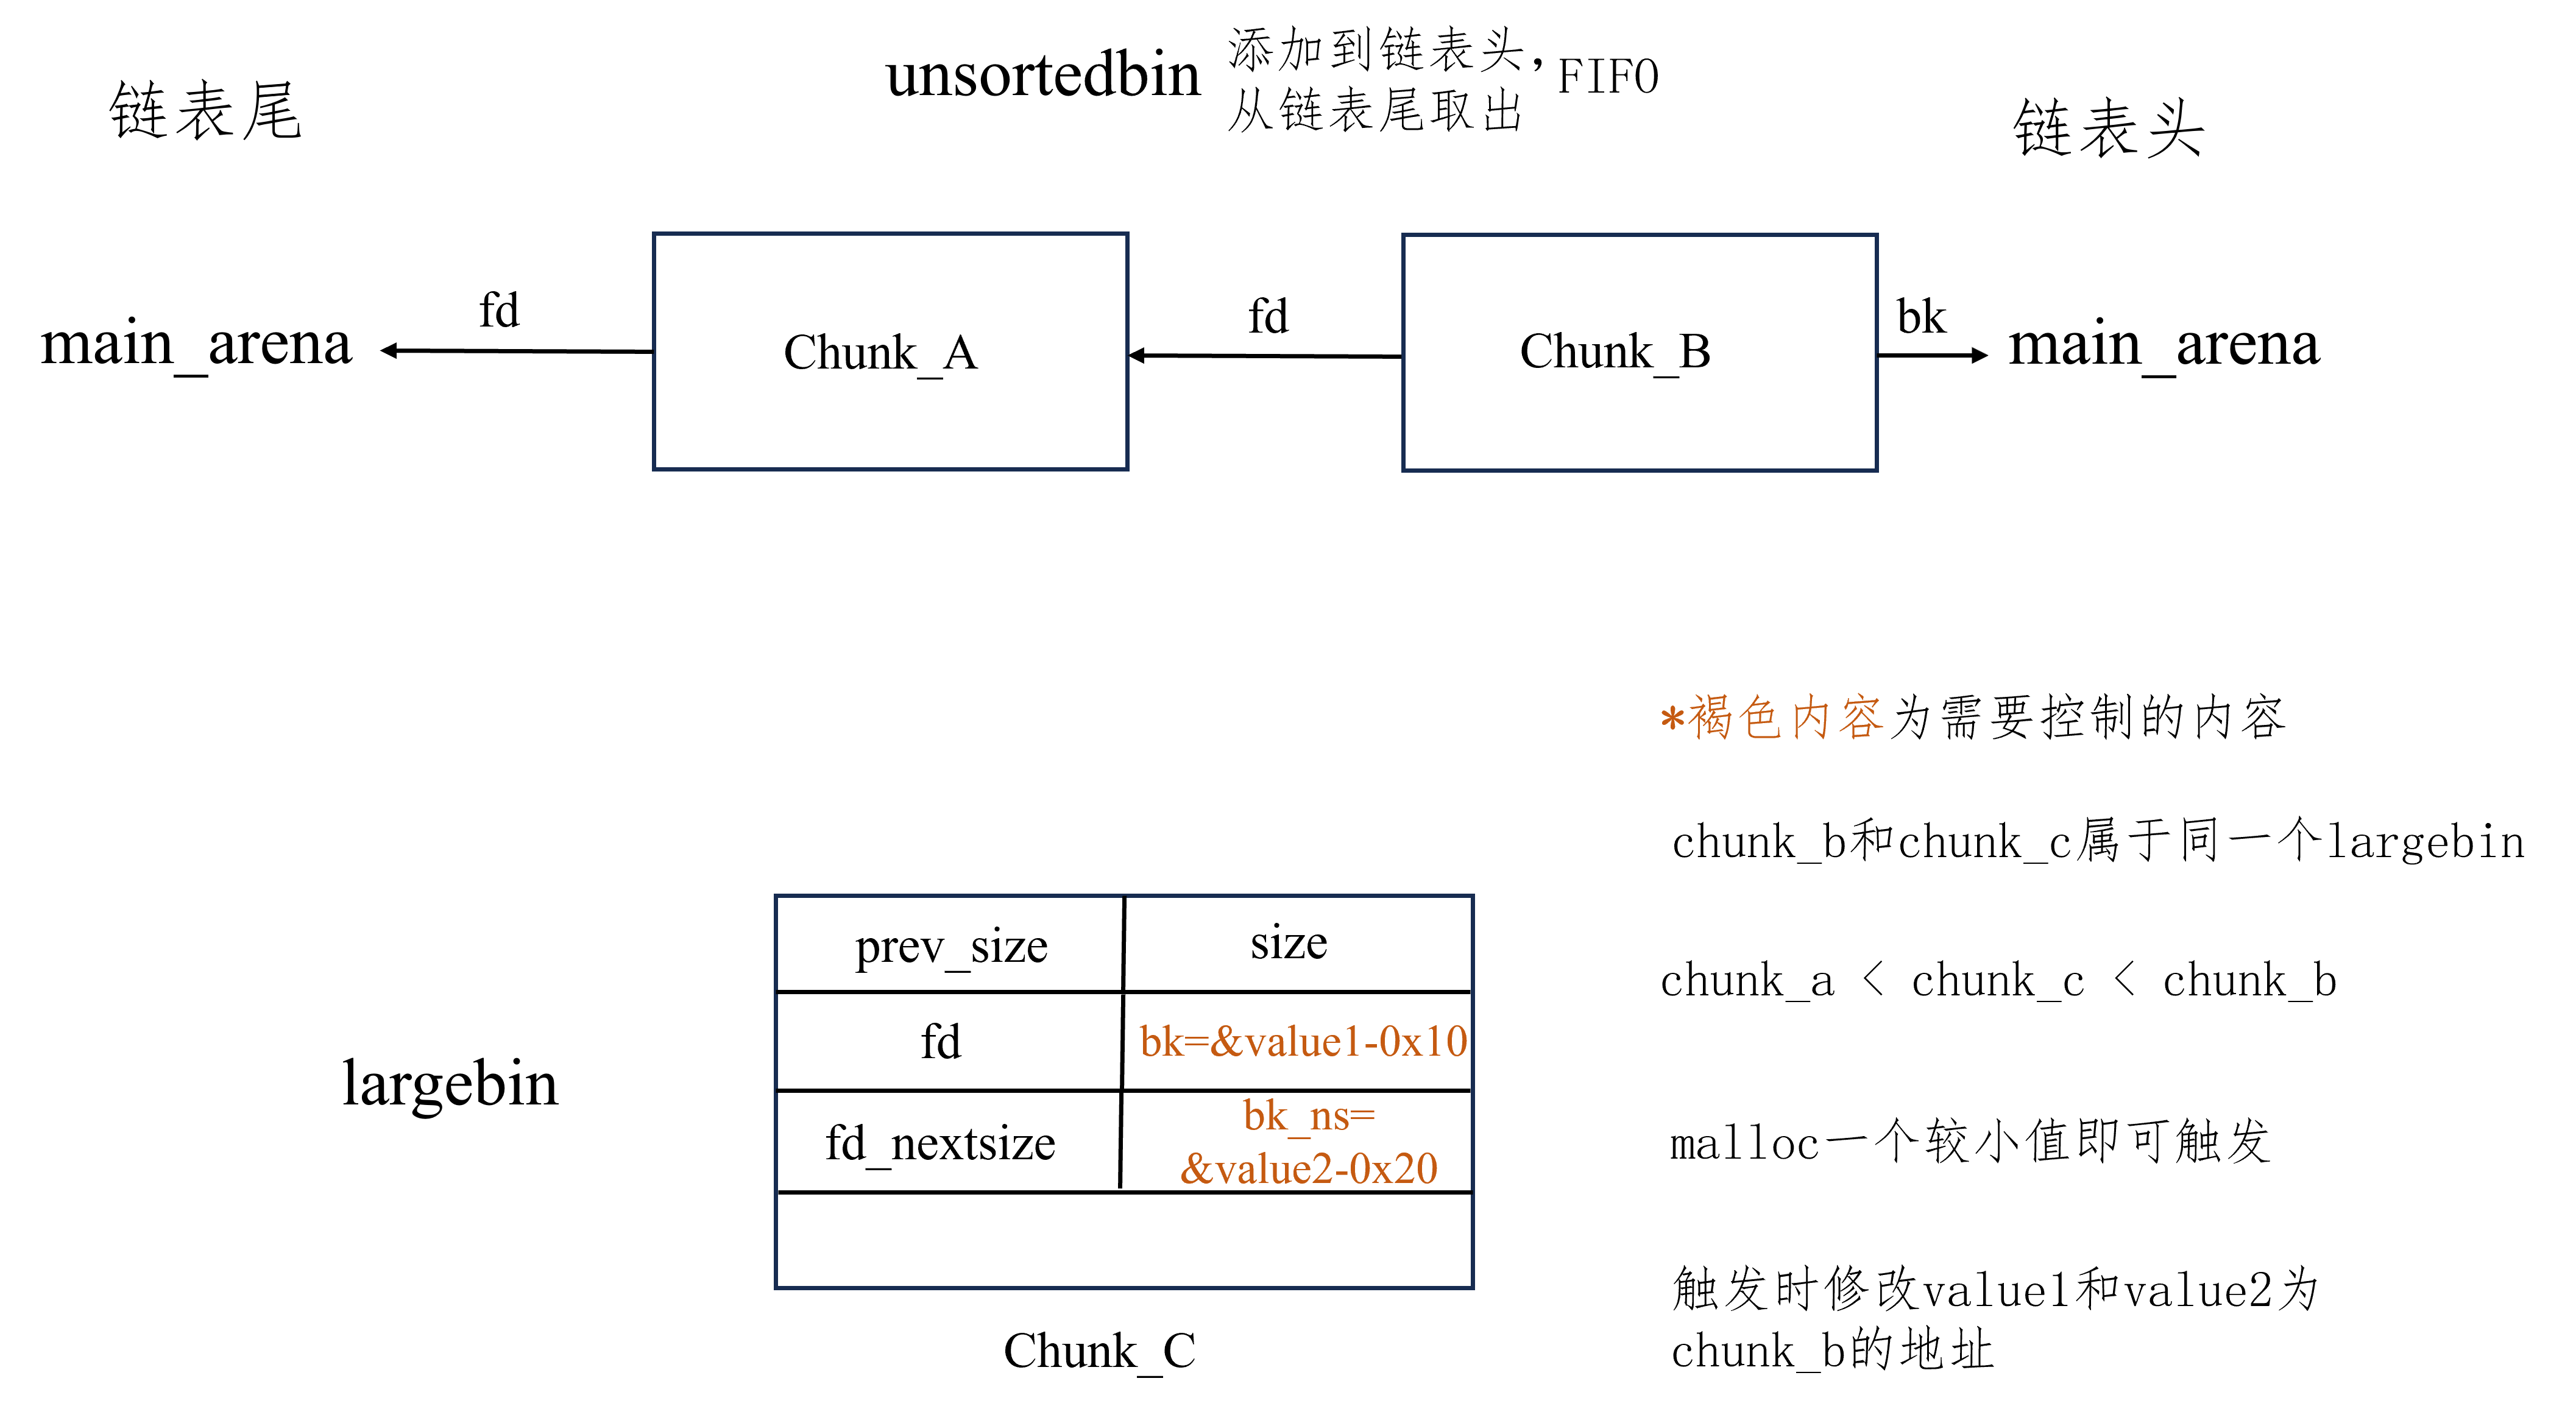 链表尾
unsortedbin
添加到链表头，FIFO
从链表尾取出
链表头
main_arena
fd
Chunk_A
fd
Chunk_B
bk
main_arena
*褐色内容为需要控制的内容
chunk_b和chunk_c属于同一个largebin
chunk_a < chunk_c < chunk_b
malloc一个较小值即可触发
触发时修改value1和value2为
chunk_b的地址
largebin
prev_size
size
fd
bk=&value1-0x10
fd_nextsize
bk_ns=
&value2-0x20
Chunk_C